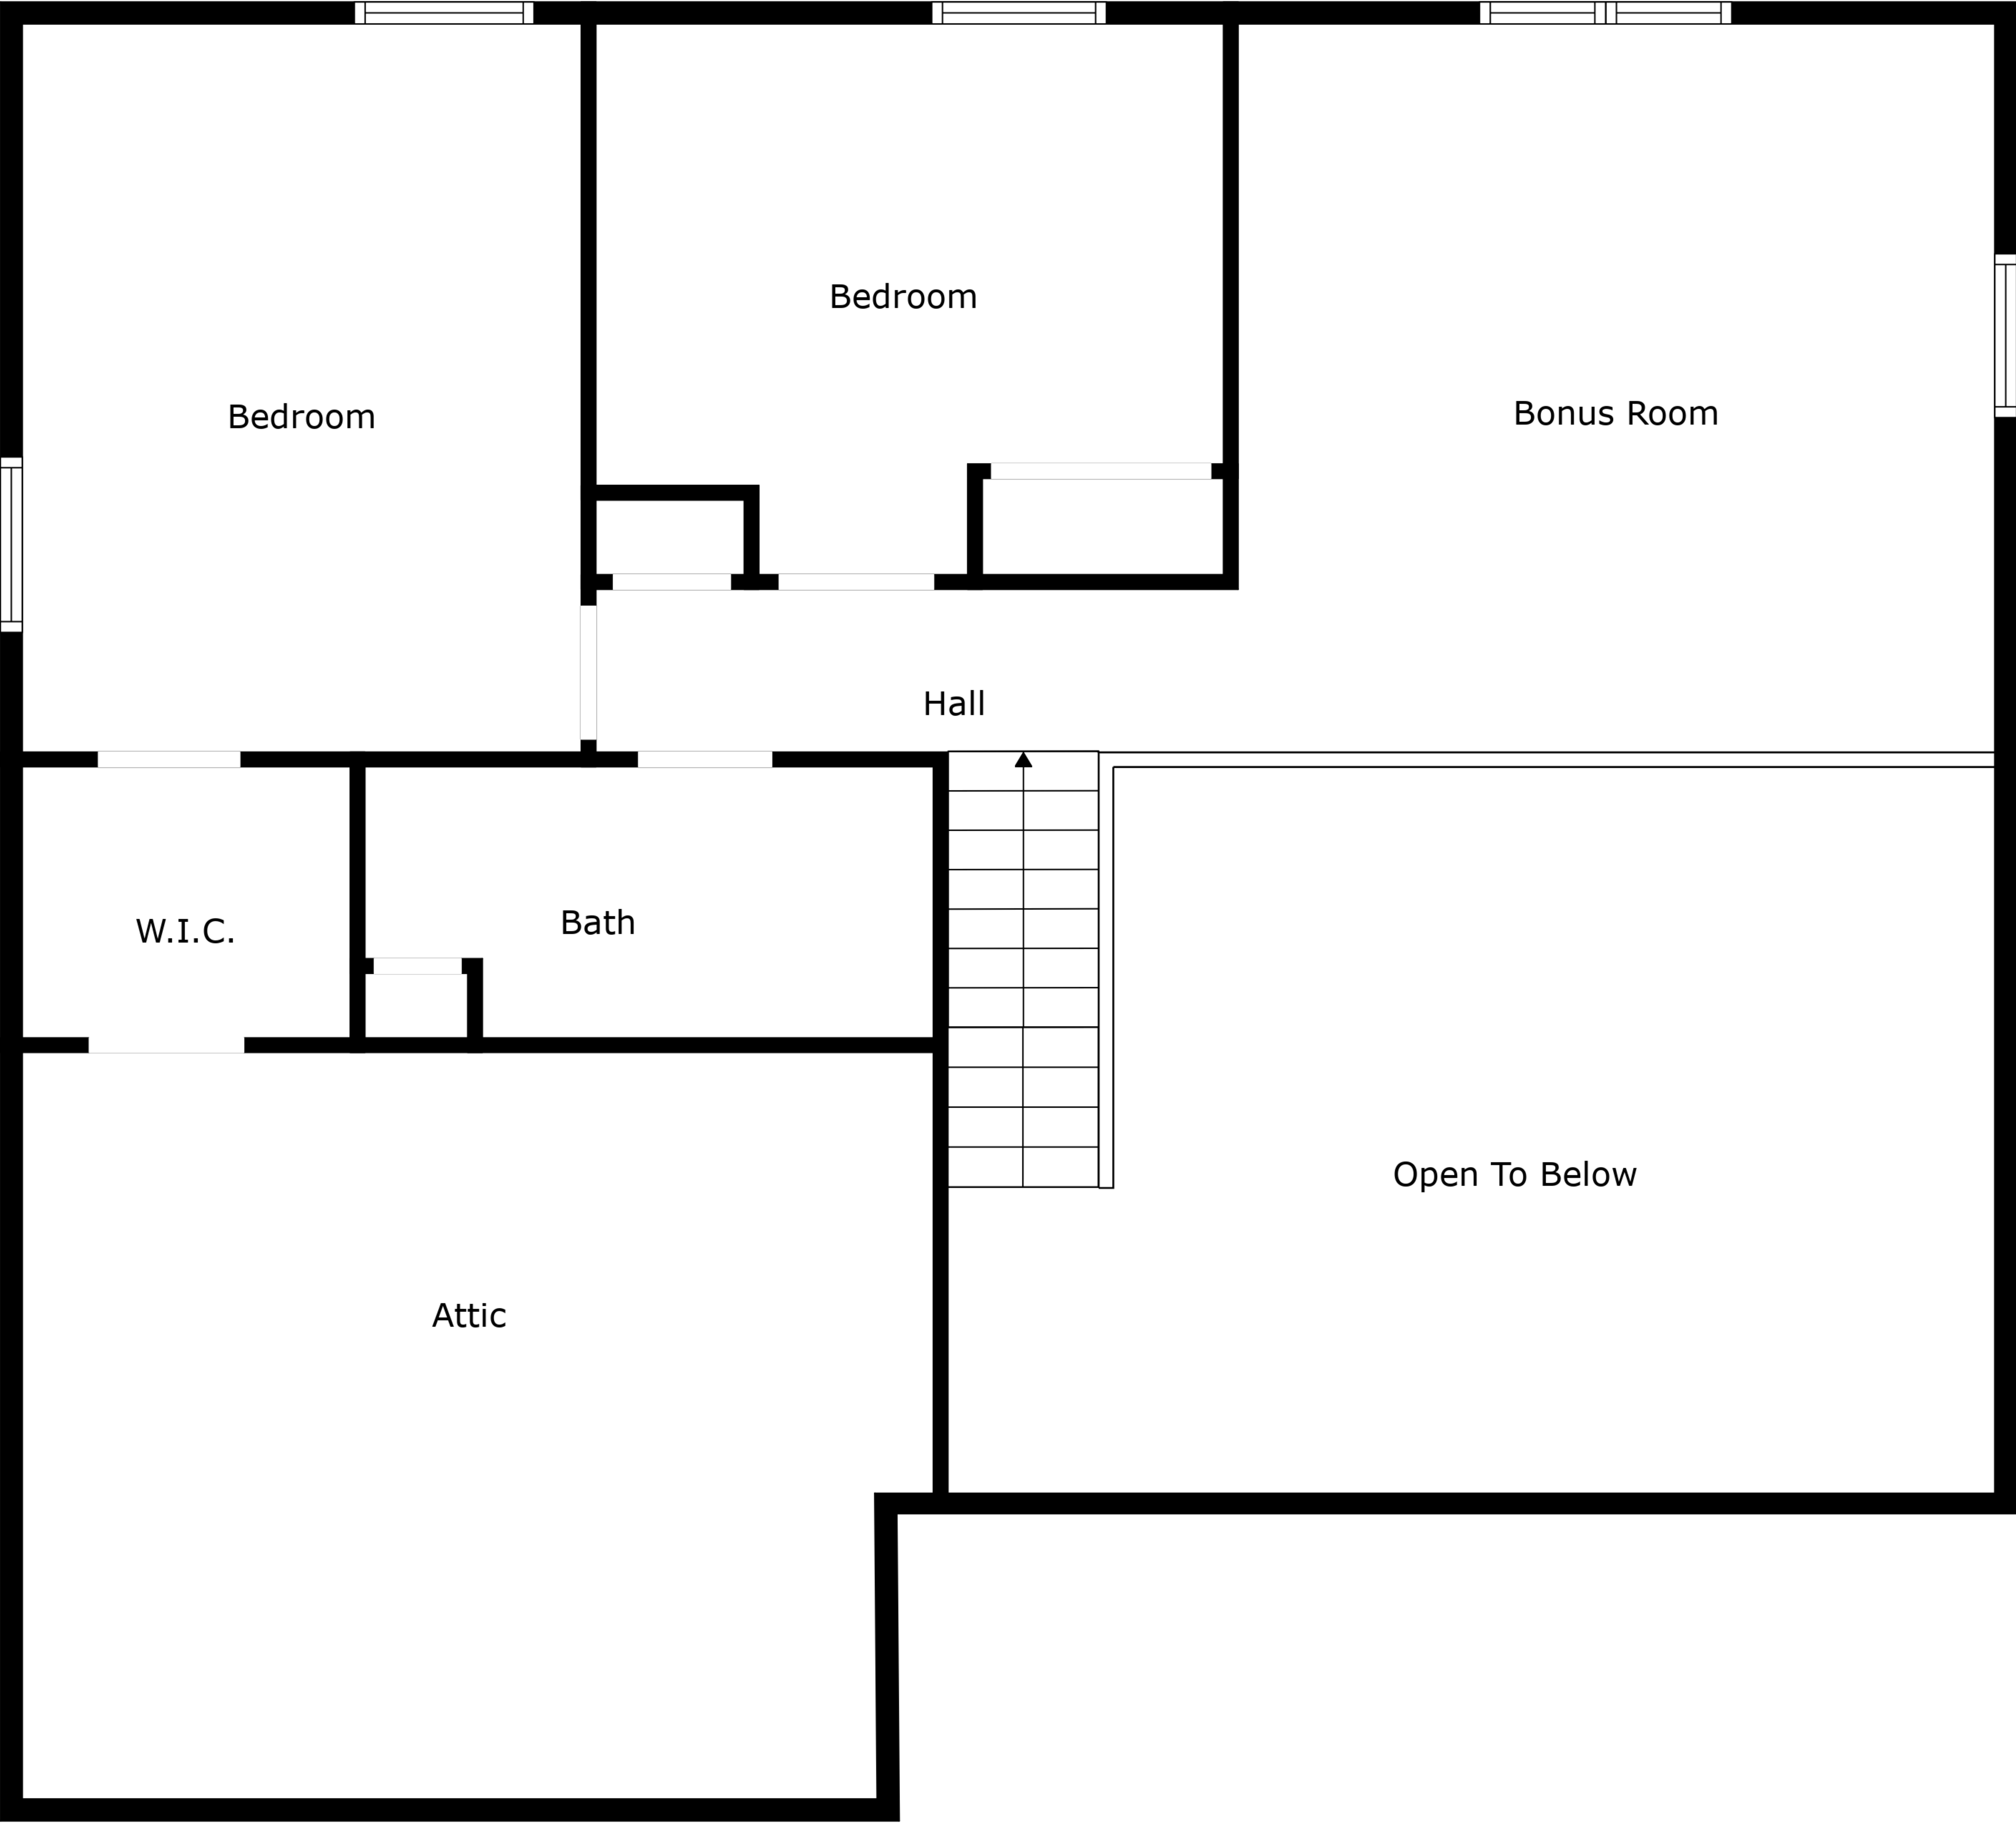 Bedroom
Bedroom
Bonus Room
Hall
W.I.C.
Bath
Open To Below
Attic